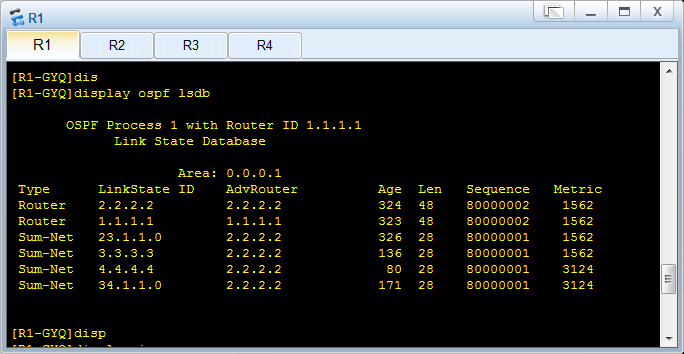 R1
R1 R2 R3 R4
[R1-GYQ]dis
[R1-GYQ]display ospf lsdb
OSPF Process 1 with Router ID 1.1.1.1
Link State Database
Area: 0.0.0.1
Type LinkState ID AdvRouter Age Len Sequence Metric
Router 2.2.2.2 2.2.2.2 324 48 80000002 1562
Router 1.1.1.1 1.1.1.1 323 48 80000002 1562
Sum-Net 23.1.1.0 2.2.2.2 326 28 80000001 1562
Sum-Net 3.3.3.3 2.2.2.2 136 28 80000001 1562
Sum-Net 4.4.4.4 2.2.2.2 80 28 80000001 3124
Sum-Net 34.1.1.0 2.2.2.2 171 28 80000001 3124
[R1-GYQ]disp